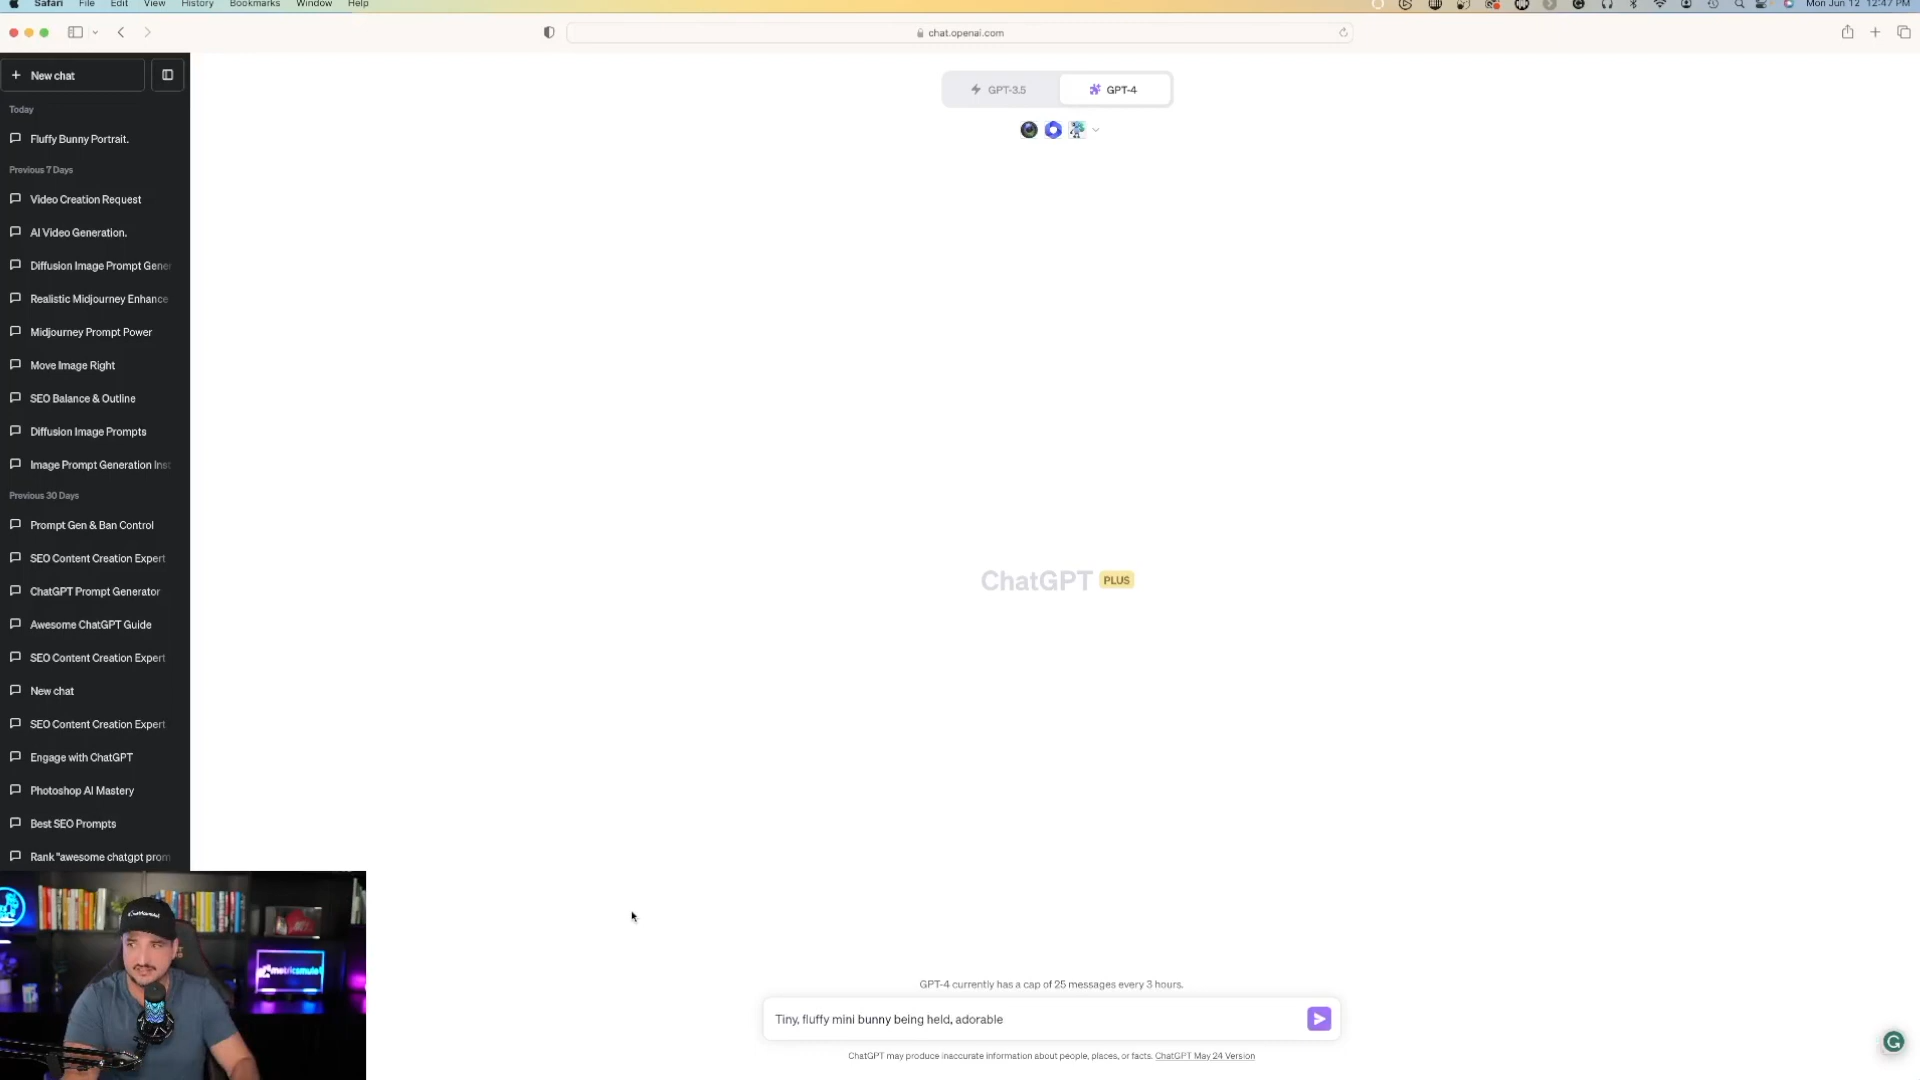 Safari File Edit View History Bookmarks Window Help
Mon Jun 12 12:47 PM
chat.openai.com
New chat
GPT-3.5
GPT-4
Today
Fluffy Bunny Portrait.
Previous 7 Days
Video Creation Request
AI Video Generation.
Diffusion Image Prompt Gener
Realistic Midjourney Enhance
Midjourney Prompt Power
Move Image Right
SEO Balance & Outline
Diffusion Image Prompts
Image Prompt Generation Inst
Previous 30 Days
Prompt Gen & Ban Control
SEO Content Creation Expert
ChatGPT Prompt Generator
Awesome ChatGPT Guide
SEO Content Creation Expert
New chat
SEO Content Creation Expert
Engage with ChatGPT
Photoshop AI Mastery
Best SEO Prompts
Rank "awesome chatgpt prom
ChatGPT PLUS
GPT-4 currently has a cap of 25 messages every 3 hours.
Tiny, fluffy mini bunny being held, adorable
ChatGPT may produce inaccurate information about people, places, or facts. ChatGPT May 24 Version